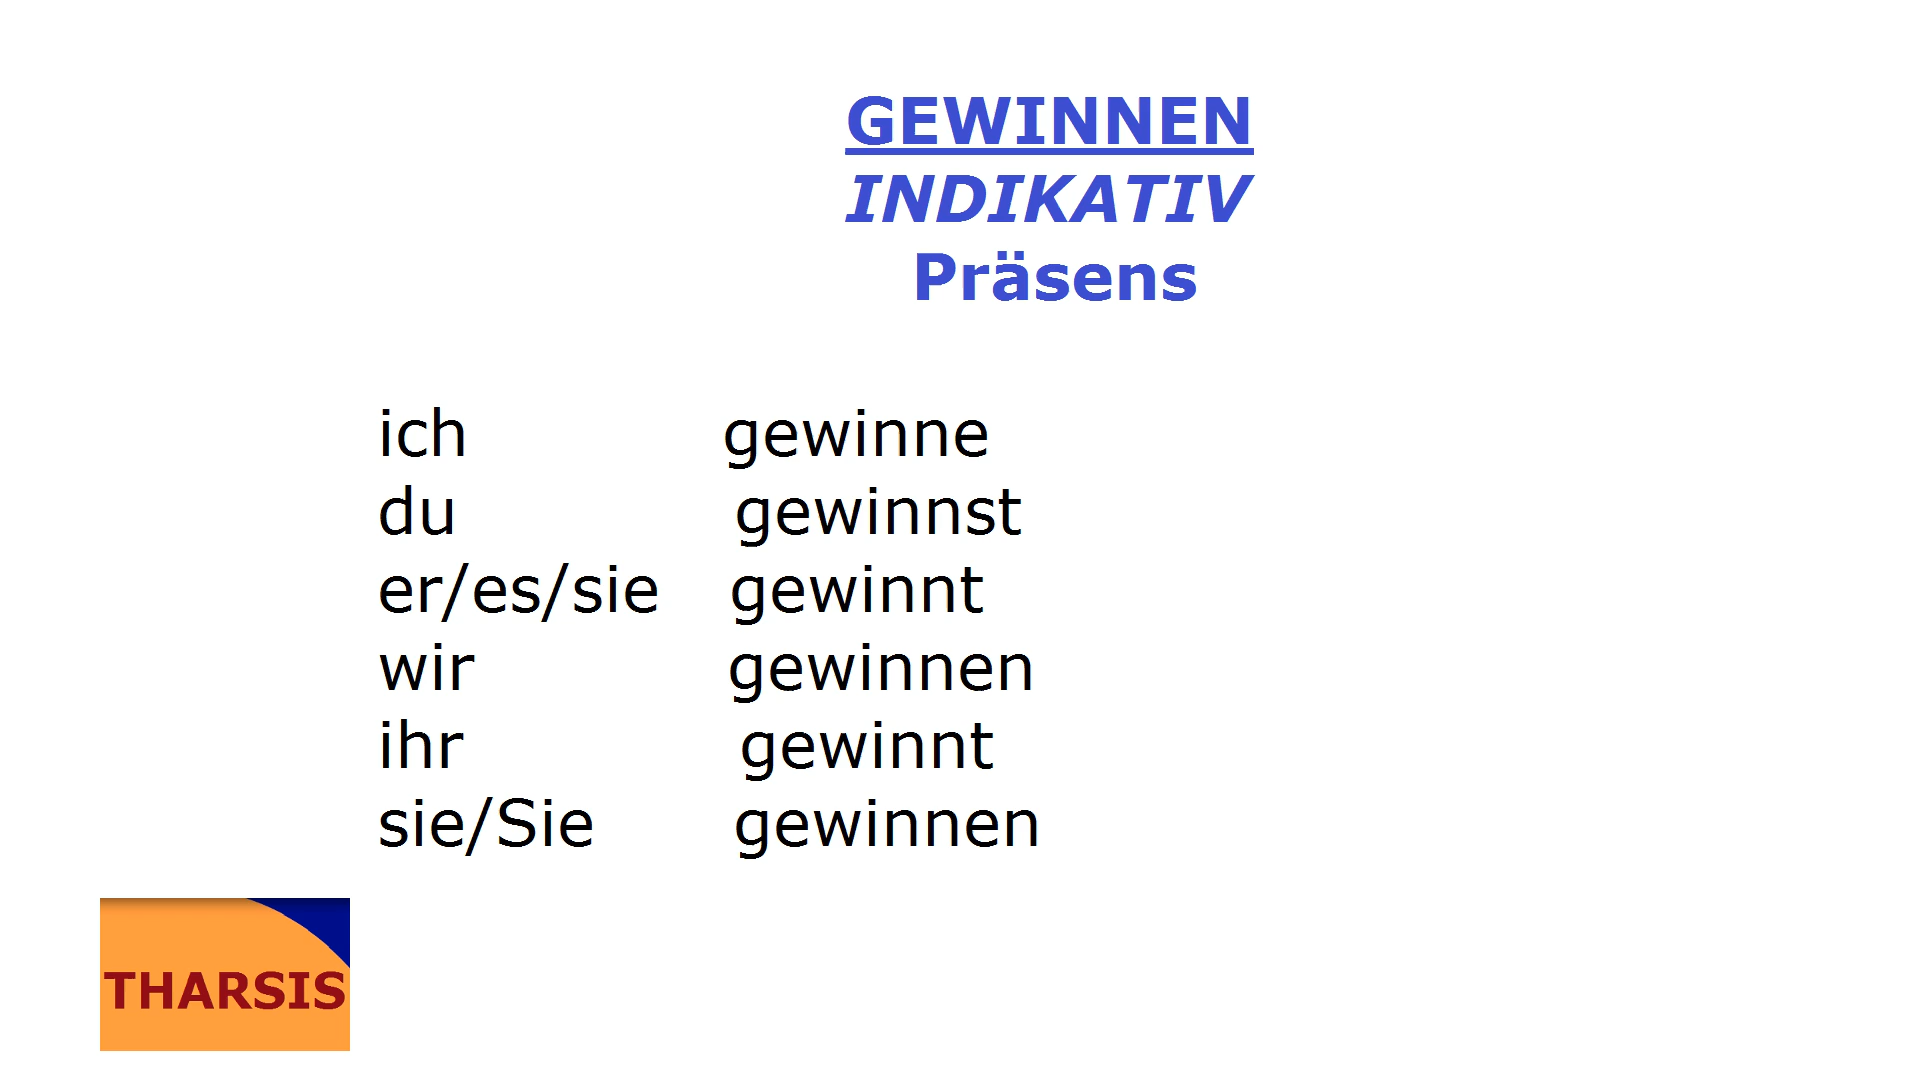 GEWINNEN
INDIKATIV
Präsens
ich gewinne
du gewinnst
er/es/sie gewinnt
wir gewinnen
ihr gewinnt
sie/Sie gewinnen
THARSIS